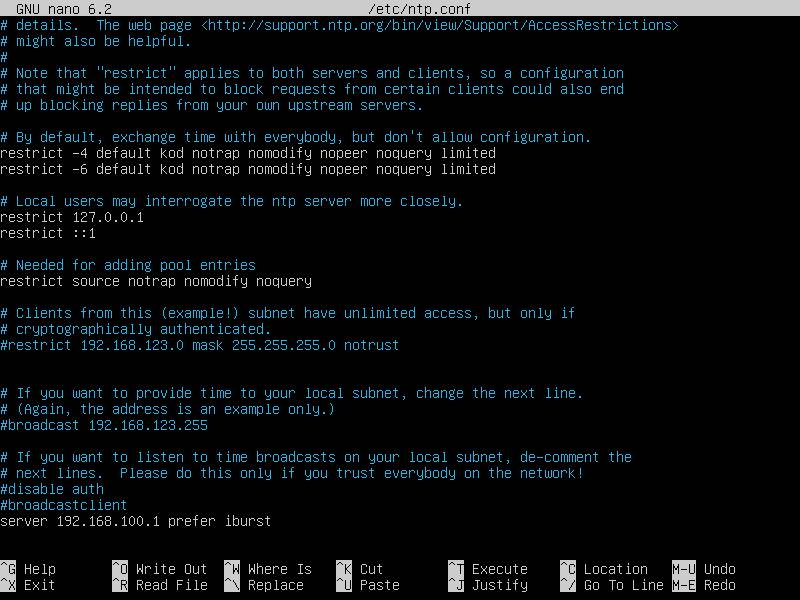 GNU nano 6.2 /etc/ntp.conf
# details.  The web page <http://support.ntp.org/bin/view/Support/AccessRestrictions>
# might also be helpful.
#
# Note that "restrict" applies to both servers and clients, so a configuration
# that might be intended to block requests from certain clients could also end
# up blocking replies from your own upstream servers.
# By default, exchange time with everybody, but don't allow configuration.
restrict -4 default kod notrap nomodify nopeer noquery limited
restrict -6 default kod notrap nomodify nopeer noquery limited
# Local users may interrogate the ntp server more closely.
restrict 127.0.0.1
restrict ::1
# Needed for adding pool entries
restrict source notrap nomodify noquery
# Clients from this (example!) subnet have unlimited access, but only if
# cryptographically authenticated.
#restrict 192.168.123.0 mask 255.255.255.0 notrust
# If you want to provide time to your local subnet, change the next line.
# (Again, the address is an example only.)
#broadcast 192.168.123.255
# If you want to listen to time broadcasts on your local subnet, de-comment the
# next lines.  Please do this only if you trust everybody on the network!
#disable auth
#broadcastclient
server 192.168.100.1 prefer iburst
^G Help ^O Write Out ^W Where Is ^K Cut ^T Execute ^C Location M-U Undo
^X Exit ^R Read File ^\ Replace ^U Paste ^J Justify ^/ Go To Line M-E Redo